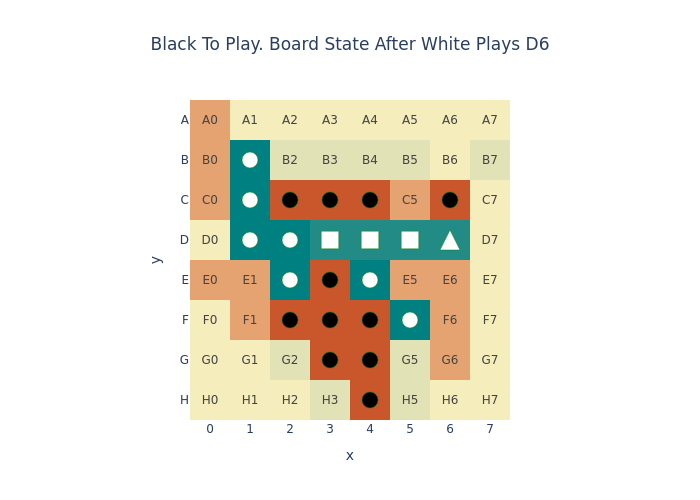 Black To Play. Board State After White Plays D6
A A0 A1 A2 A3 A4 A5 A6 A7
B B0 B2 B3 B4 B5 B6 B7
C C0 C5 C7
D D0 D7
E E0 E1 E5 E6 E7
F F0 F1 F6 F7
G G0 G1 G2 G5 G6 G7
H H0 H1 H2 H3 H5 H6 H7
0 1 2 3 4 5 6 7
x
y